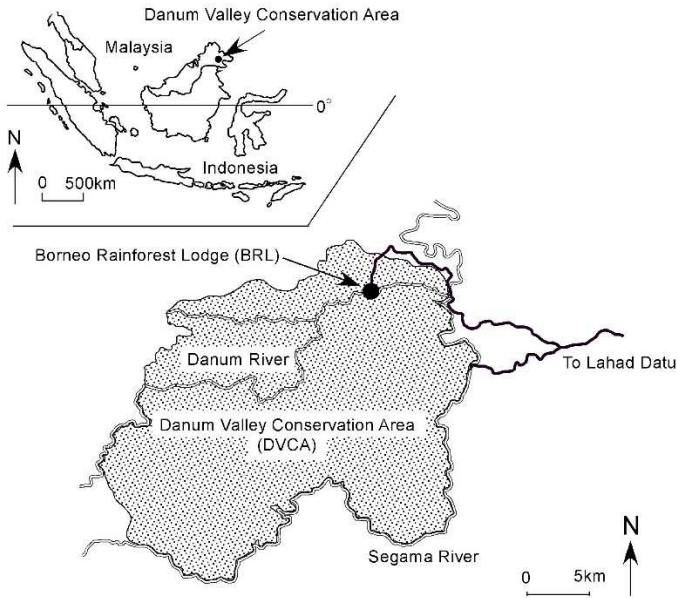 Danum Valley Conservation Area
Malaysia
0°
N
Indonesia
0 500km
Borneo Rainforest Lodge (BRL)
Danum River
To Lahad Datu
Danum Valley Conservation Area
(DVCA)
Segama River
N
0 5km